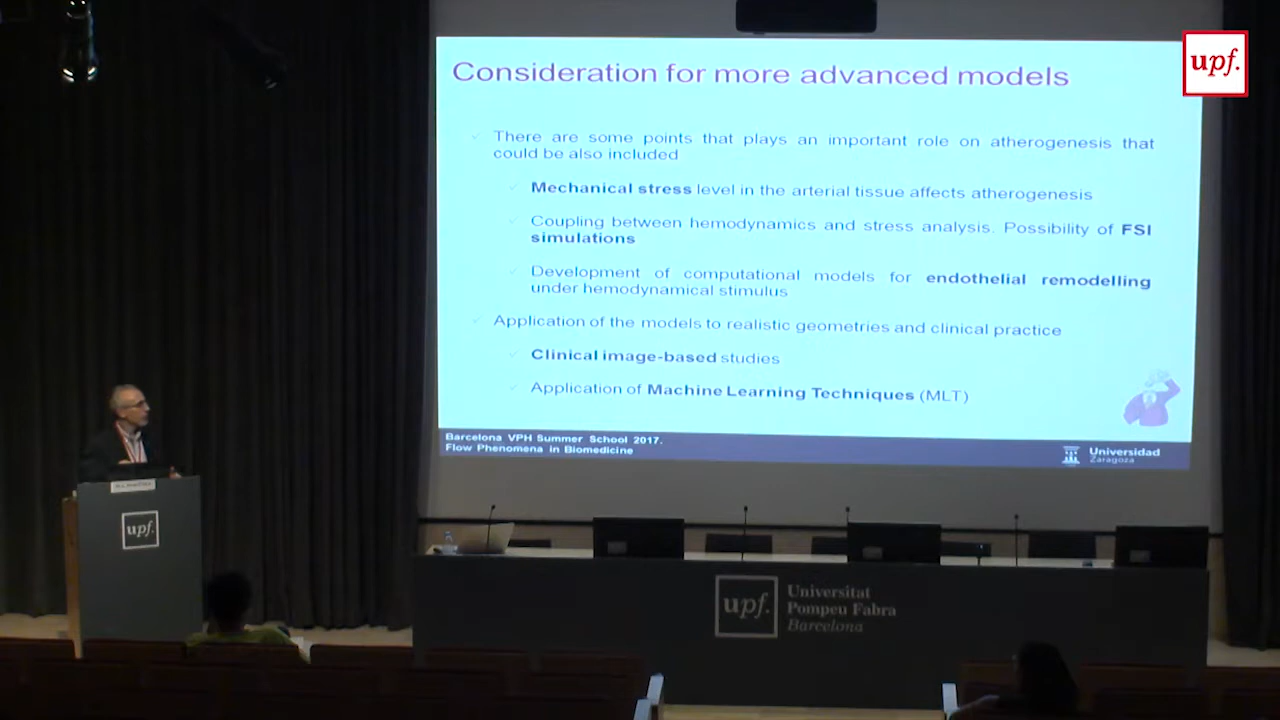 Consideration for more advanced models
There are some points that plays an important role on atherogenesis that
could be also included
Mechanical stress level in the arterial tissue affects atherogenesis
Coupling between hemodynamics and stress analysis. Possibility of FSI
simulations
Development of computational models for endothelial remodelling
under hemodynamical stimulus
Application of the models to realistic geometries and clinical practice
Clinical image-based studies
Application of Machine Learning Techniques (MLT)
Barcelona VPH Summer School 2017.
Flow Phenomena in Biomedicine
Universidad
Zaragoza
upf.
upf.
upf.
Universitat
Pompeu Fabra
Barcelona